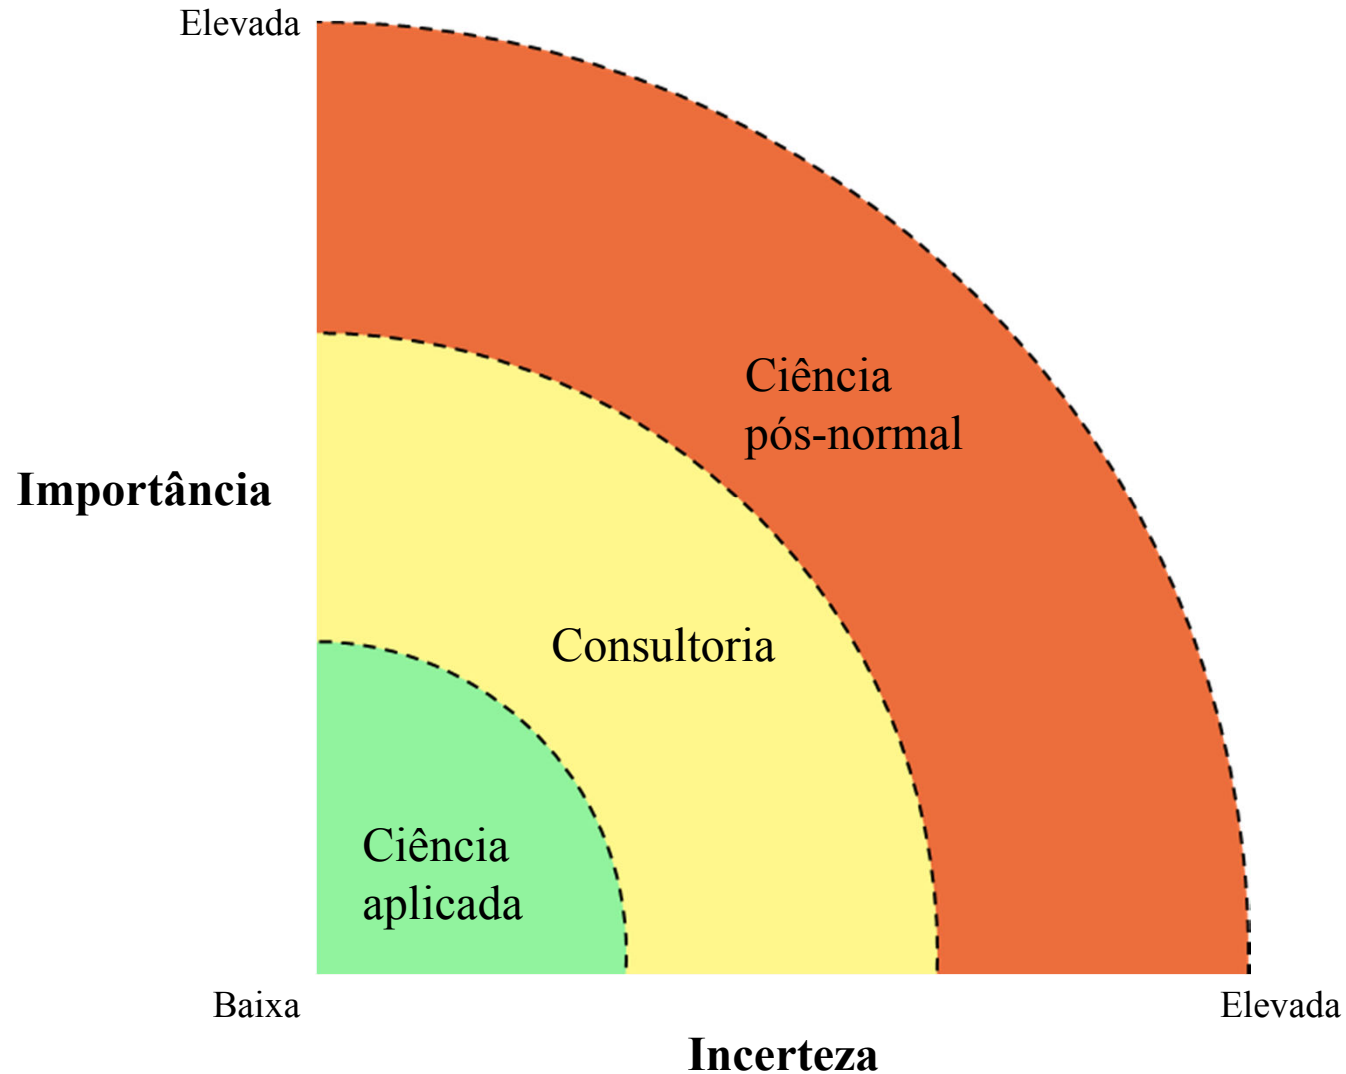 Elevada
Ciência
pós-normal
Importância
Consultoria
Ciência
aplicada
Baixa
Elevada
Incerteza